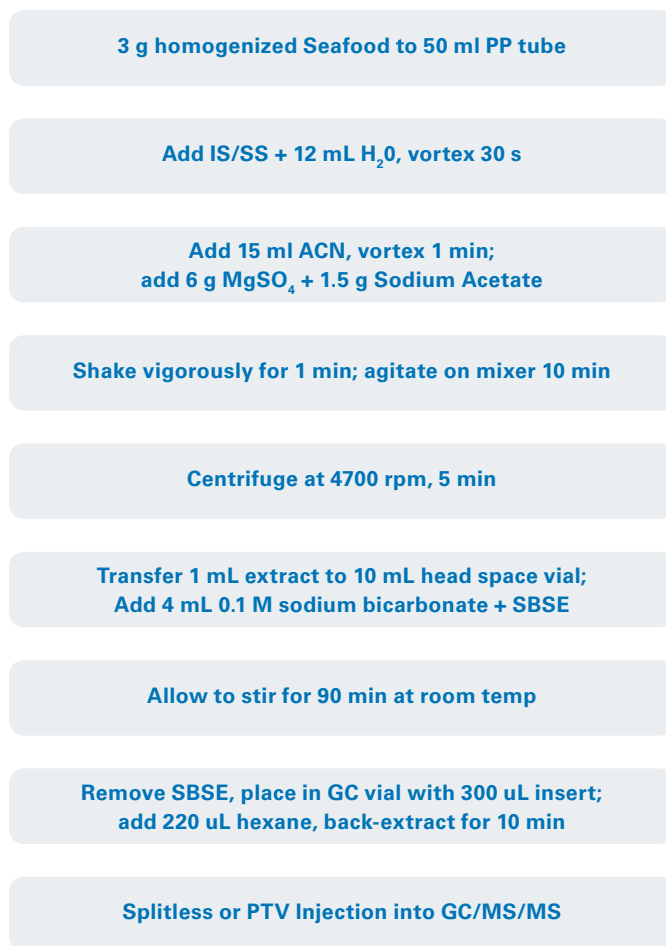 3 g homogenized Seafood to 50 ml PP tube
Add IS/SS + 12 mL H₂0, vortex 30 s
Add 15 ml ACN, vortex 1 min;
add 6 g MgSO₄ + 1.5 g Sodium Acetate
Shake vigorously for 1 min; agitate on mixer 10 min
Centrifuge at 4700 rpm, 5 min
Transfer 1 mL extract to 10 mL head space vial;
Add 4 mL 0.1 M sodium bicarbonate + SBSE
Allow to stir for 90 min at room temp
Remove SBSE, place in GC vial with 300 uL insert;
add 220 uL hexane, back-extract for 10 min
Splitless or PTV Injection into GC/MS/MS